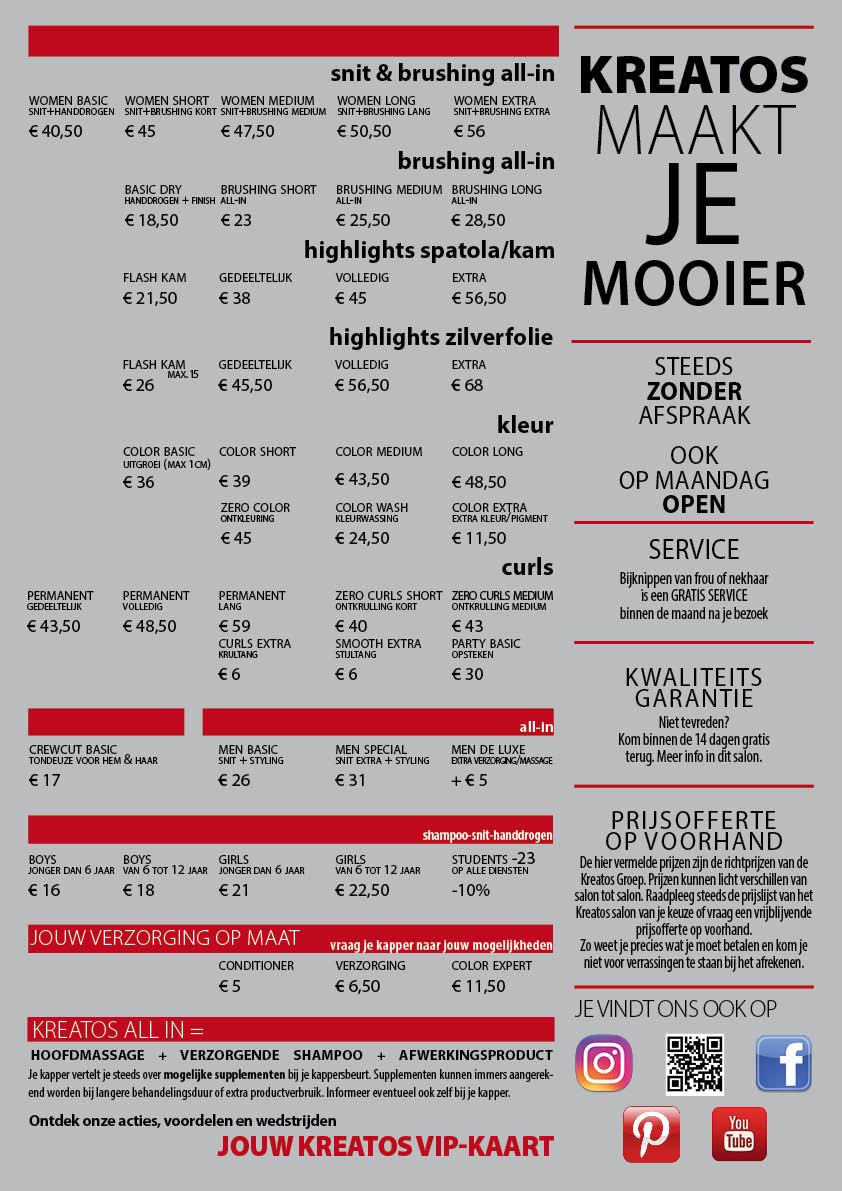 snit & brushing all-in
WOMEN BASIC WOMEN SHORT WOMEN MEDIUM WOMEN LONG WOMEN EXTRA
SNIT+HANDDROGEN SNIT+BRUSHING KORT SNIT+BRUSHING MEDIUM SNIT+BRUSHING LANG SNIT+BRUSHING EXTRA
€ 40,50 € 45 € 47,50 € 50,50 € 56
brushing all-in
BASIC DRY BRUSHING SHORT BRUSHING MEDIUM BRUSHING LONG
HANDDROGEN + FINISH ALL-IN ALL-IN ALL-IN
€ 18,50 € 23 € 25,50 € 28,50
highlights spatola/kam
FLASH KAM GEDEELTELIJK VOLLEDIG EXTRA
€ 21,50 € 38 € 45 € 56,50
highlights zilverfolie
FLASH KAM GEDEELTELIJK VOLLEDIG EXTRA
MAX. 15
€ 26 € 45,50 € 56,50 € 68
kleur
COLOR BASIC COLOR SHORT COLOR MEDIUM COLOR LONG
UITGROEI (MAX 1CM)
€ 36 € 39 € 43,50 € 48,50
ZERO COLOR COLOR WASH COLOR EXTRA
ONTKLEURING KLEURWASSING EXTRA KLEUR/PIGMENT
€ 45 € 24,50 € 11,50
curls
PERMANENT PERMANENT PERMANENT ZERO CURLS SHORT ZERO CURLS MEDIUM
GEDEELTELIJK VOLLEDIG LANG ONTKRULLING KORT ONTKRULLING MEDIUM
€ 43,50 € 48,50 € 59 € 40 € 43
CURLS EXTRA SMOOTH EXTRA PARTY BASIC
KRULTANG STIJLTANG OPSTEKEN
€ 6 € 6 € 30
all-in
CREWCUT BASIC MEN BASIC MEN SPECIAL MEN DE LUXE
TONDEUZE VOOR HEM & HAAR SNIT + STYLING SNIT EXTRA + STYLING EXTRA VERZORGING/MASSAGE
€ 17 € 26 € 31 + € 5
shampoo-snit-handdrogen
BOYS BOYS GIRLS GIRLS STUDENTS -23
JONGER DAN 6 JAAR VAN 6 TOT 12 JAAR JONGER DAN 6 JAAR VAN 6 TOT 12 JAAR OP ALLE DIENSTEN
€ 16 € 18 € 21 € 22,50 -10%
JOUW VERZORGING OP MAAT vraag je kapper naar jouw mogelijkheden
CONDITIONER VERZORGING COLOR EXPERT
€ 5 € 6,50 € 11,50
KREATOS ALL IN =
HOOFDMASSAGE + VERZORGENDE SHAMPOO + AFWERKINGSPRODUCT
Je kapper vertelt je steeds over mogelijke supplementen bij je kappersbeurt. Supplementen kunnen immers aangerek-
end worden bij langere behandelingsduur of extra productverbruik. Informeer eventueel ook zelf bij je kapper.
Ontdek onze acties, voordelen en wedstrijden
JOUW KREATOS VIP-KAART
KREATOS
MAAKT
JE
MOOIER
STEEDS
ZONDER
AFSPRAAK
OOK
OP MAANDAG
OPEN
SERVICE
Bijknippen van frou of nekhaar
is een GRATIS SERVICE
binnen de maand na je bezoek
KWALITEITS
GARANTIE
Niet tevreden?
Kom binnen de 14 dagen gratis
terug. Meer info in dit salon.
PRIJSOFFERTE
OP VOORHAND
De hier vermelde prijzen zijn de richtprijzen van de
Kreatos Groep. Prijzen kunnen licht verschillen van
salon tot salon. Raadpleeg steeds de prijslijst van het
Kreatos salon van je keuze of vraag een vrijblijvende
prijsofferte op voorhand.
Zo weet je precies wat je moet betalen en kom je
niet voor verrassingen te staan bij het afrekenen.
JE VINDT ONS OOK OP
You
Tube